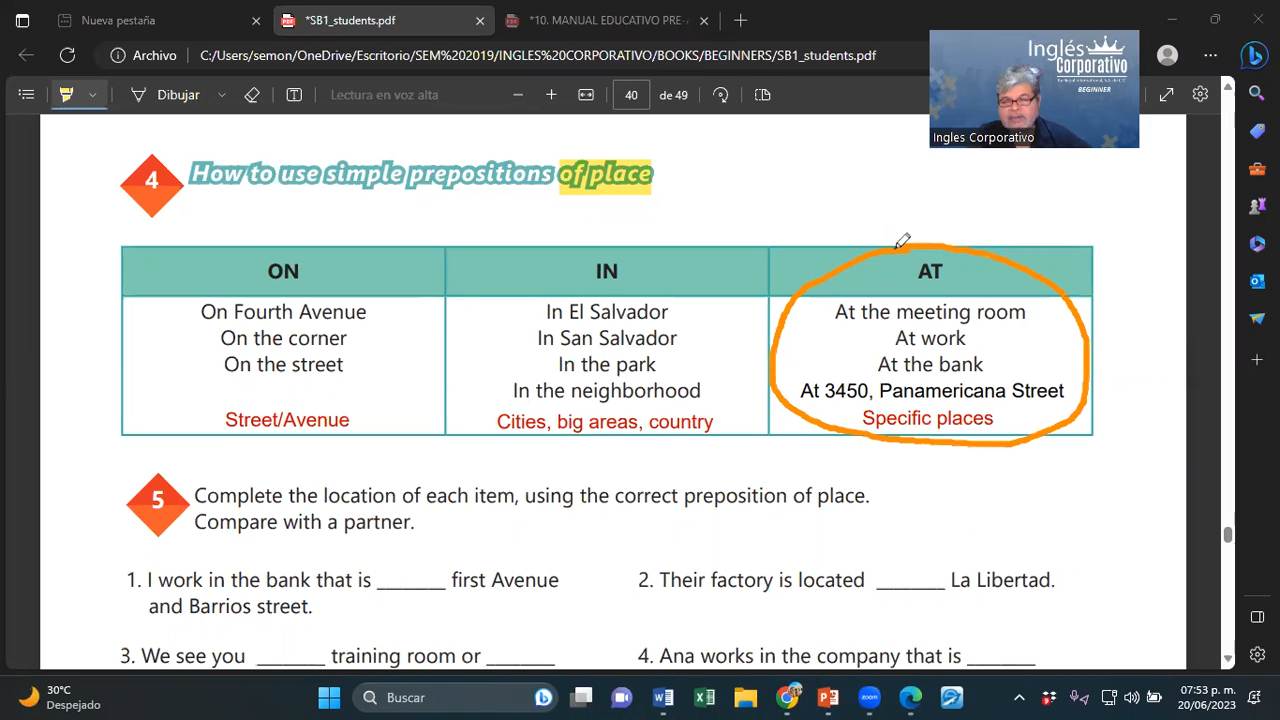 Nueva pestaña
*SB1_students.pdf
*10. MANUAL EDUCATIVO PRE-
Archivo
C:/Users/semon/OneDrive/Escritorio/SEM%202019/INGLES%20CORPORATIVO/BOOKS/BEGINNERS/SB1_students.pdf
Dibujar
Lectura en voz alta
40
de 49
Inglés
Corporativo
BEGINNER
Ingles Corporativo
4
How to use simple prepositions of place
ON
IN
AT
On Fourth Avenue
On the corner
On the street
Street/Avenue
In El Salvador
In San Salvador
In the park
In the neighborhood
Cities, big areas, country
At the meeting room
At work
At the bank
At 3450, Panamericana Street
Specific places
5
Complete the location of each item, using the correct preposition of place.
Compare with a partner.
1. I work in the bank that is _______ first Avenue
and Barrios street.
2. Their factory is located _______ La Libertad.
3. We see you _______ training room or _______
4. Ana works in the company that is _______
30°C
Despejado
Buscar
07:53 p. m.
20/06/2023